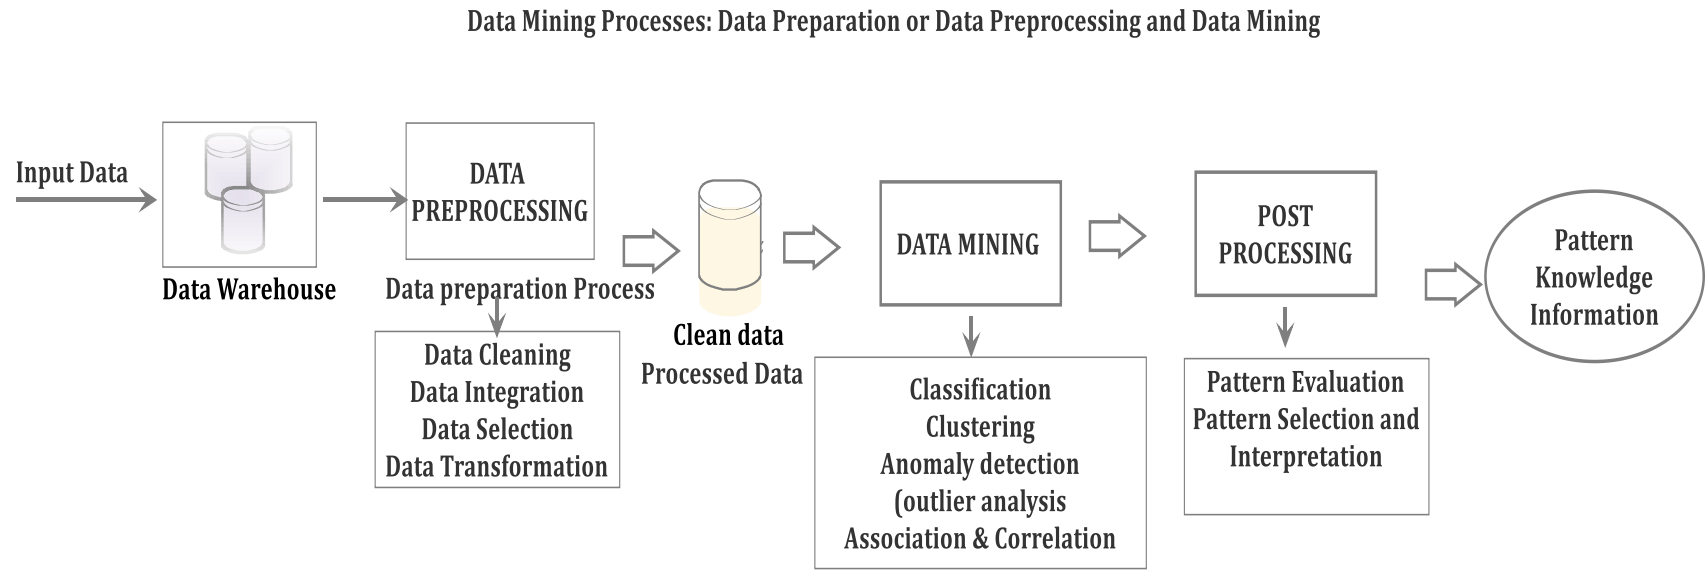 Data Mining Processes: Data Preparation or Data Preprocessing and Data Mining
Input Data
Data Warehouse
DATA
PREPROCESSING
Data preparation Process
Data Cleaning
Data Integration
Data Selection
Data Transformation
Clean data
Processed Data
DATA MINING
Classification
Clustering
Anomaly detection
(outlier analysis
Association & Correlation
POST
PROCESSING
Pattern Evaluation
Pattern Selection and
Interpretation
Pattern
Knowledge
Information